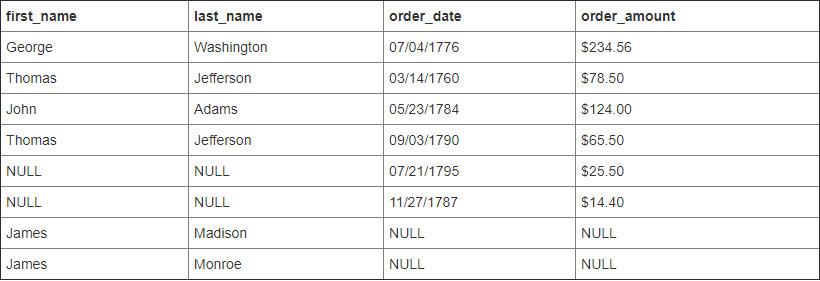 first_name last_name order_date order_amount
George Washington 07/04/1776 $234.56
Thomas Jefferson 03/14/1760 $78.50
John Adams 05/23/1784 $124.00
Thomas Jefferson 09/03/1790 $65.50
NULL NULL 07/21/1795 $25.50
NULL NULL 11/27/1787 $14.40
James Madison NULL NULL
James Monroe NULL NULL